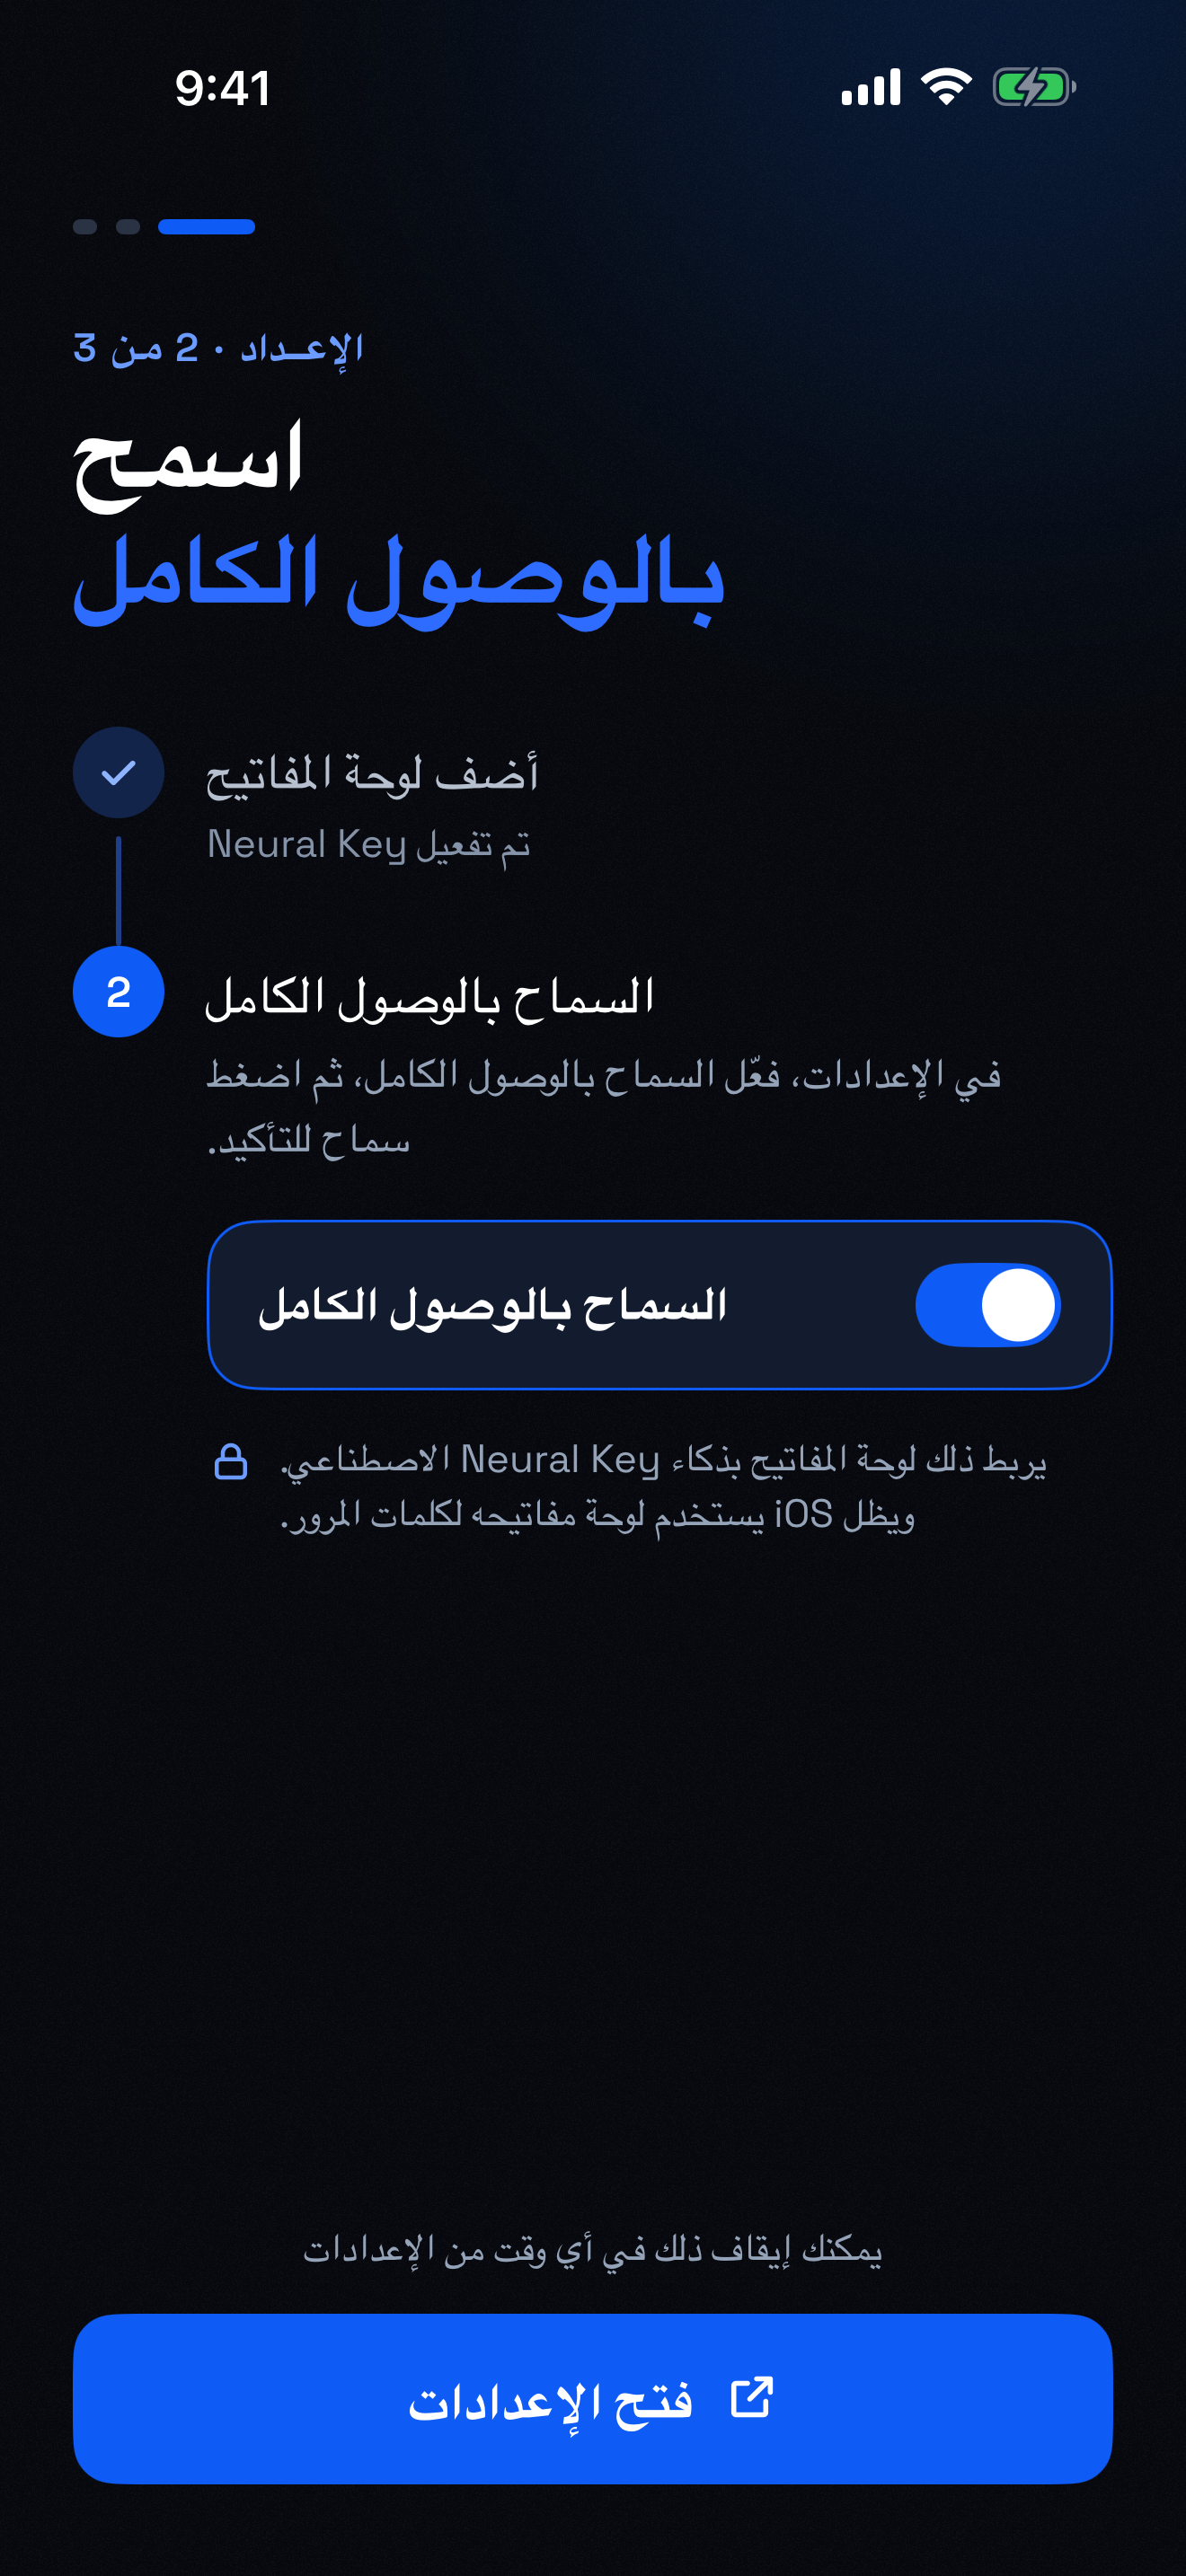 9:41
الإعداد · 2 من 3
اسمح
بالوصول الكامل
أضف لوحة المفاتيح
تم تفعيل Neural Key
2
السماح بالوصول الكامل
في الإعدادات، فعّل السماح بالوصول الكامل، ثم اضغط
سماح للتأكيد.
السماح بالوصول الكامل
يربط ذلك لوحة المفاتيح بذكاء Neural Key الاصطناعي.
ويظل iOS يستخدم لوحة مفاتيحه لكلمات المرور.
يمكنك إيقاف ذلك في أي وقت من الإعدادات
فتح الإعدادات